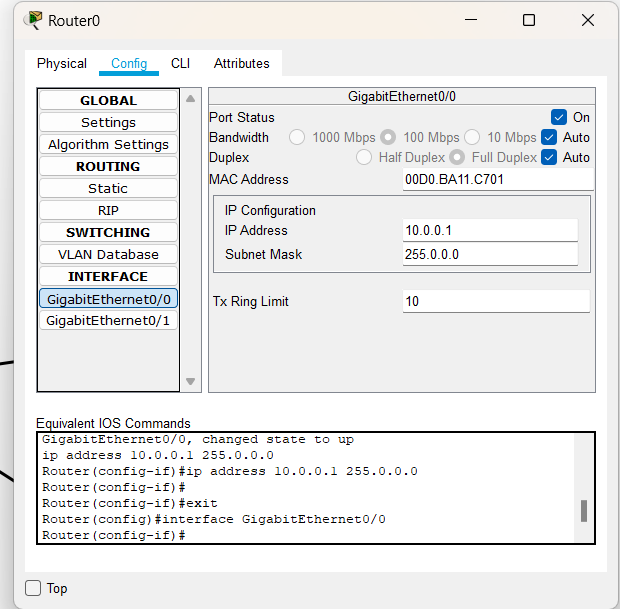 Router0
Physical Config CLI Attributes
GLOBAL
Settings
Algorithm Settings
ROUTING
Static
RIP
SWITCHING
VLAN Database
INTERFACE
GigabitEthernet0/0
GigabitEthernet0/1
GigabitEthernet0/0
Port Status On
Bandwidth 1000 Mbps 100 Mbps 10 Mbps Auto
Duplex Half Duplex Full Duplex Auto
MAC Address 00D0.BA11.C701
IP Configuration
IP Address 10.0.0.1
Subnet Mask 255.0.0.0
Tx Ring Limit 10
Equivalent IOS Commands
GigabitEthernet0/0, changed state to up
ip address 10.0.0.1 255.0.0.0
Router(config-if)#ip address 10.0.0.1 255.0.0.0
Router(config-if)#
Router(config-if)#exit
Router(config)#interface GigabitEthernet0/0
Router(config-if)#
Top